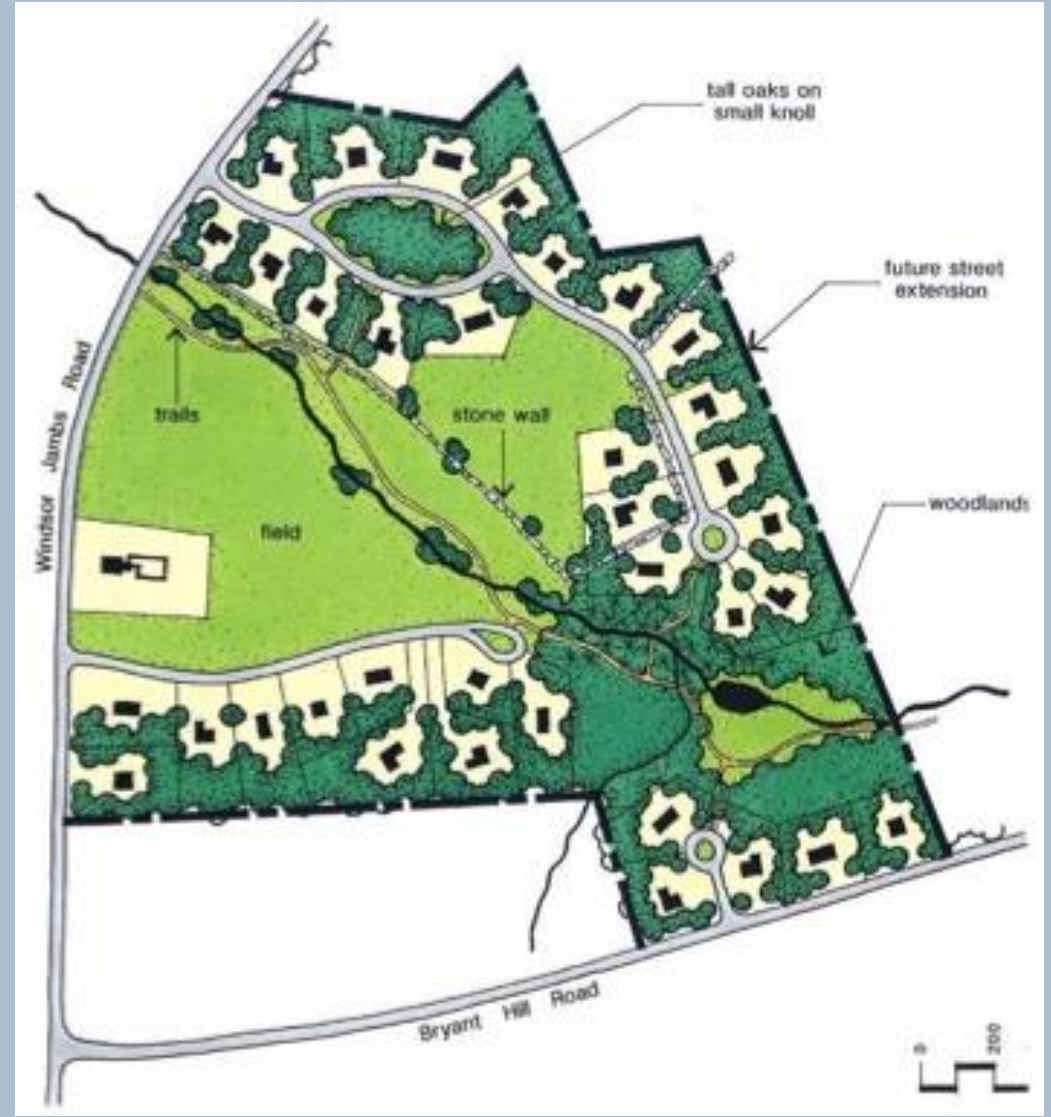 tall oaks on
small knoll
future street
extension
Windsor Jambs Road
trails
stone wall
field
woodlands
Bryant Hill Road
0
200